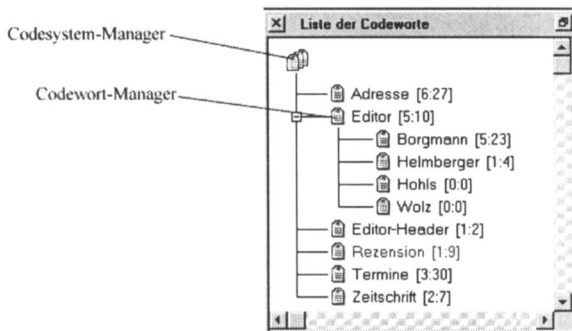 Liste der Codeworte
Codesystem-Manager
Adresse [6:27]
Codewort-Manager
Editor [5:10]
Borgmann [5:23]
Helmberger [1:4]
Hohls [0:0]
Wolz [0:0]
Editor-Header [1:2]
Rezension [1:9]
Termine [3:30]
Zeitschrift [2:7]